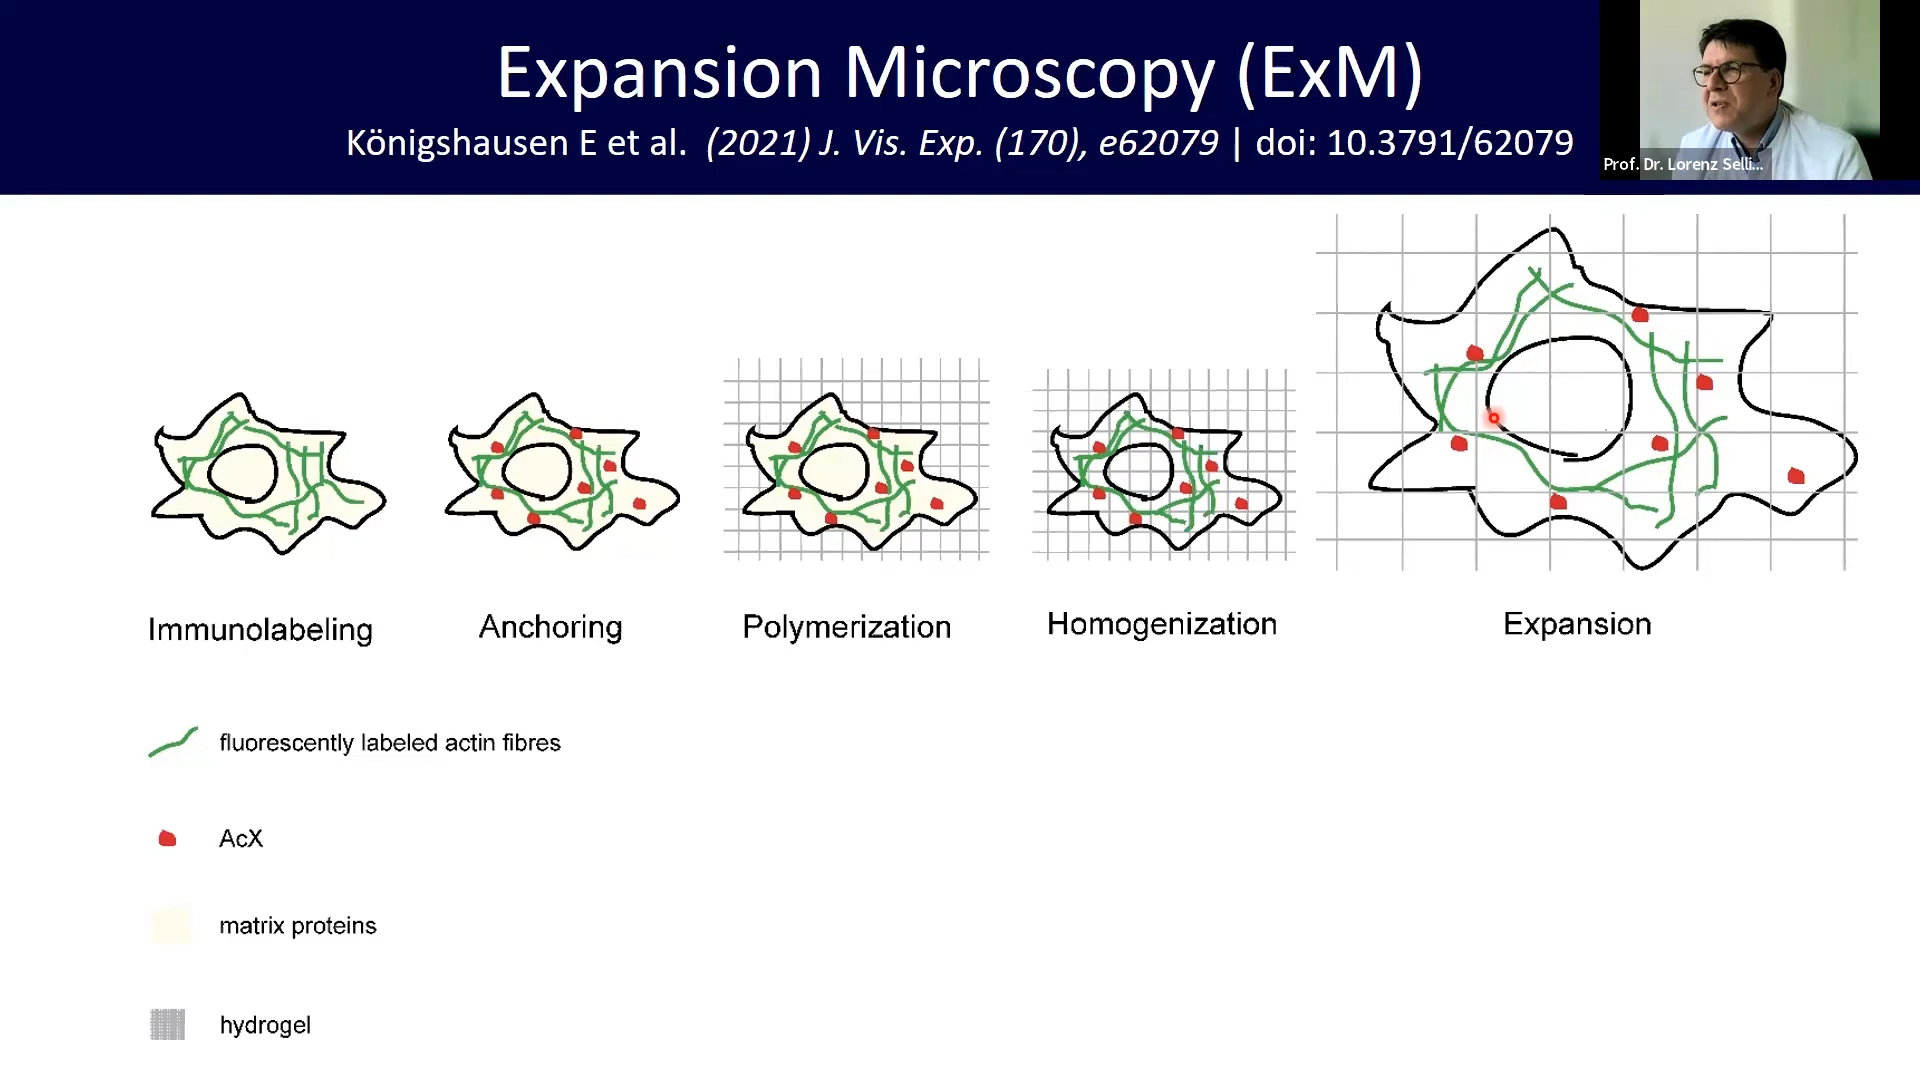 Expansion Microscopy (ExM)
Königshausen E et al. (2021) J. Vis. Exp. (170), e62079 | doi: 10.3791/62079
Prof. Dr. Lorenz Selli...
Immunolabeling
Anchoring
Polymerization
Homogenization
Expansion
fluorescently labeled actin fibres
AcX
matrix proteins
hydrogel